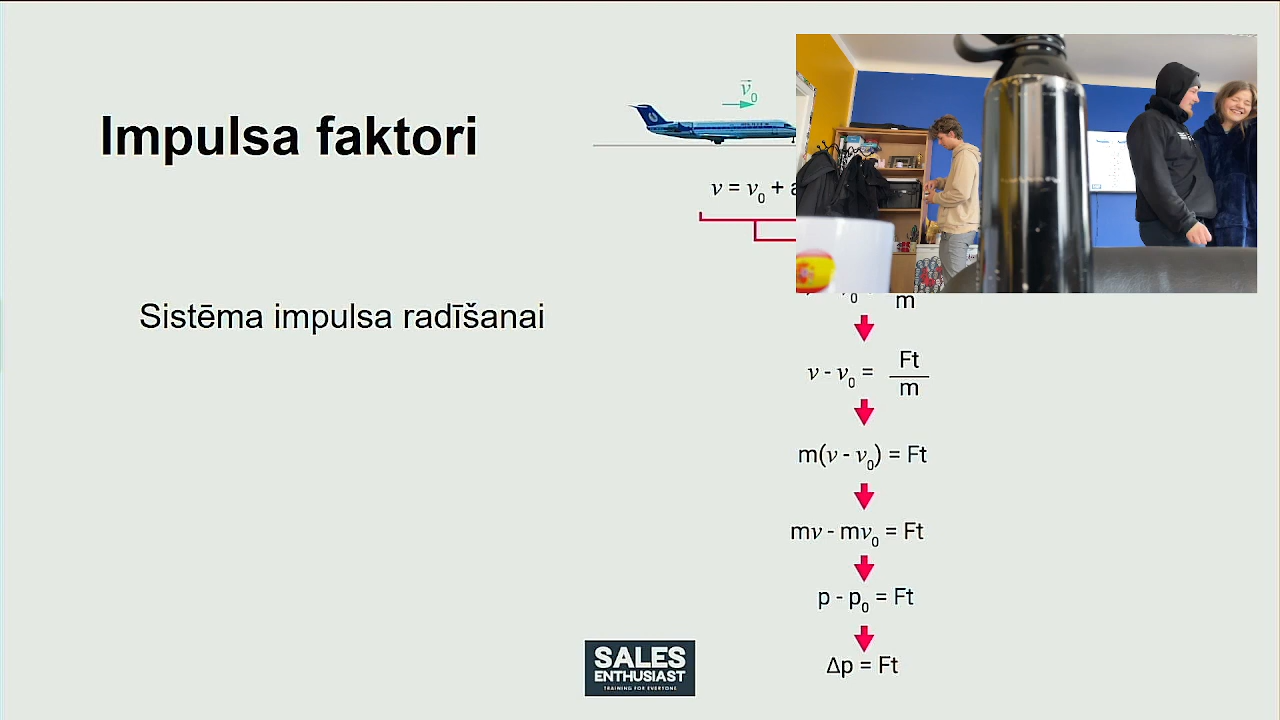 Impulsa faktori
Sistēma impulsa radīšanai
v⃗₀
v = v₀ + a
m
v - v₀ = Ft
m
m(v - v₀) = Ft
mv - mv₀ = Ft
p - p₀ = Ft
Δp = Ft
SALES
ENTHUSIAST
TRAINING FOR EVERYONE